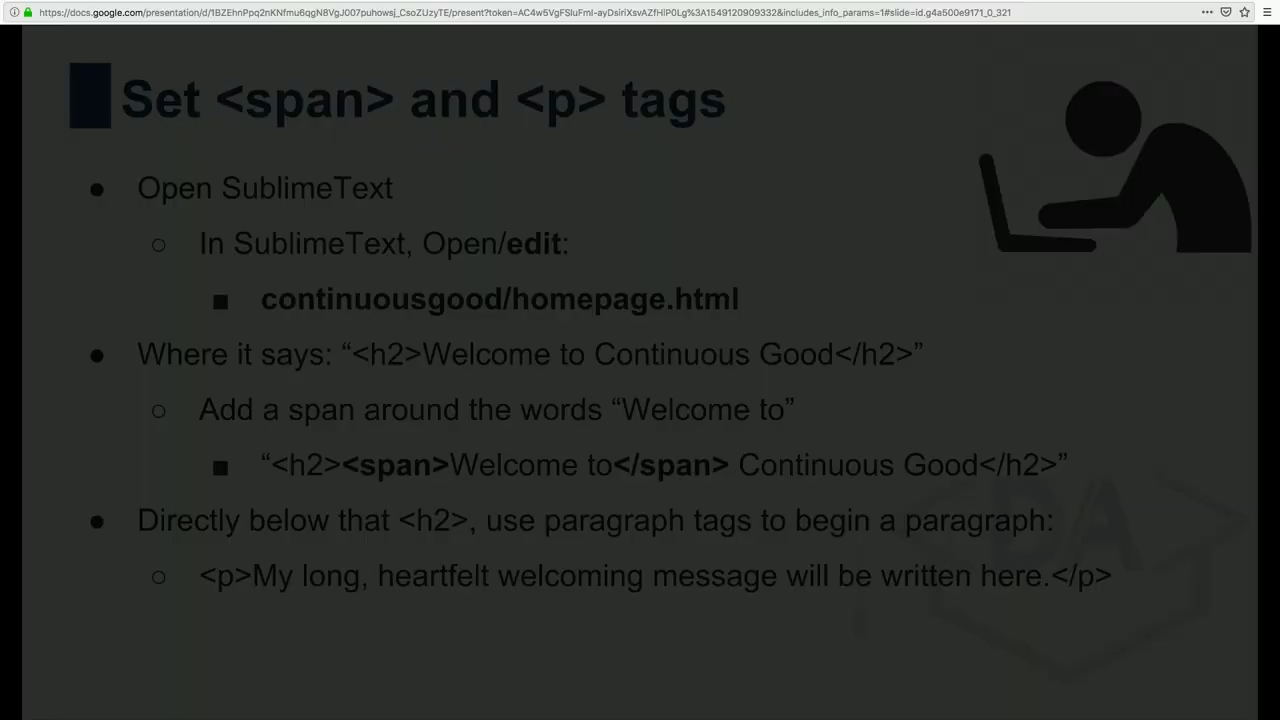 https://docs.google.com/presentation/d/1BZEhnPpq2nKNfmu6qgN8VgJ007puhowsj_CsoZUzyTE/present?token=AC4w5VgFSluFmI-ayDsiriXsvAZfHlP0Lg%3A1549120909332&includes_info_params=1#slide=id.g4a500e9171_0_321
Set <span> and <p> tags
● Open SublimeText
○ In SublimeText, Open/edit:
■ continuousgood/homepage.html
● Where it says: “<h2>Welcome to Continuous Good</h2>”
○ Add a span around the words “Welcome to”
■ “<h2><span>Welcome to</span> Continuous Good</h2>”
● Directly below that <h2>, use paragraph tags to begin a paragraph:
○ <p>My long, heartfelt welcoming message will be written here.</p>
DA